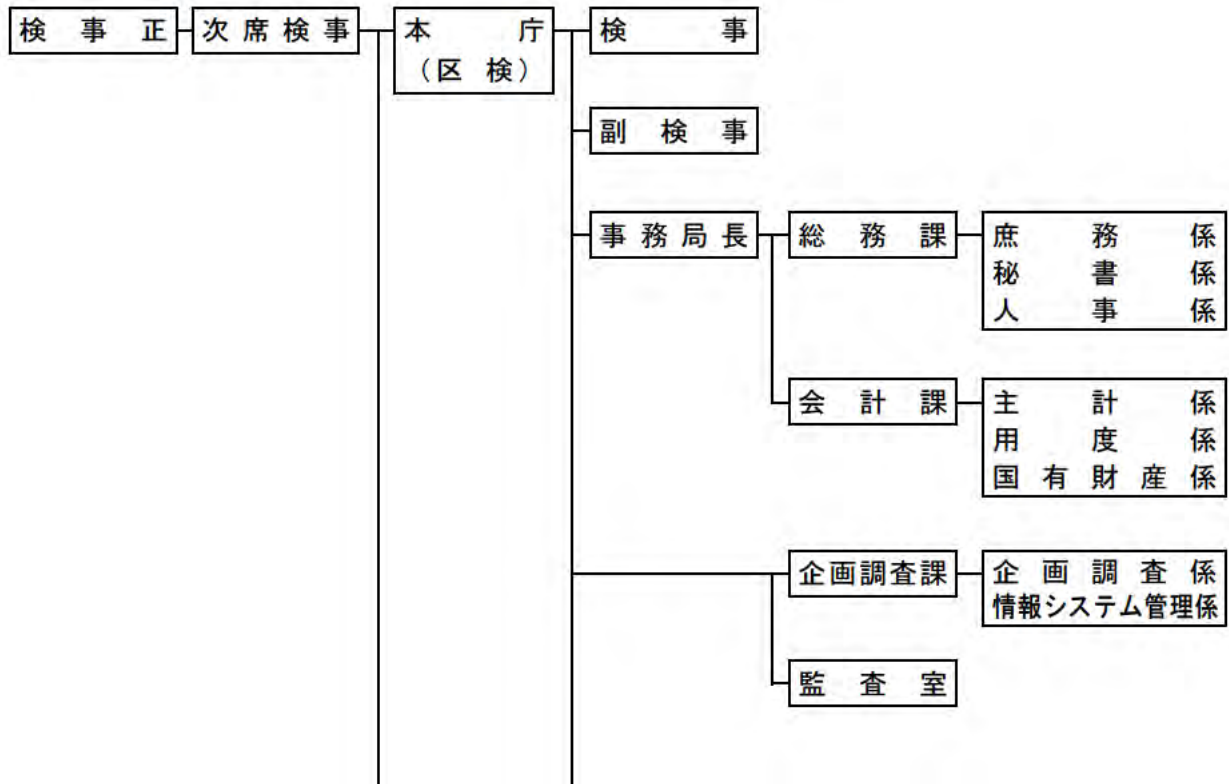 検事正
次席検事
本庁
（区検）
検事
副検事
事務局長
総務課
庶務係
秘書係
人事係
会計課
主計係
用度係
国有財産係
企画調査課
企画調査係
情報システム管理係
監査室